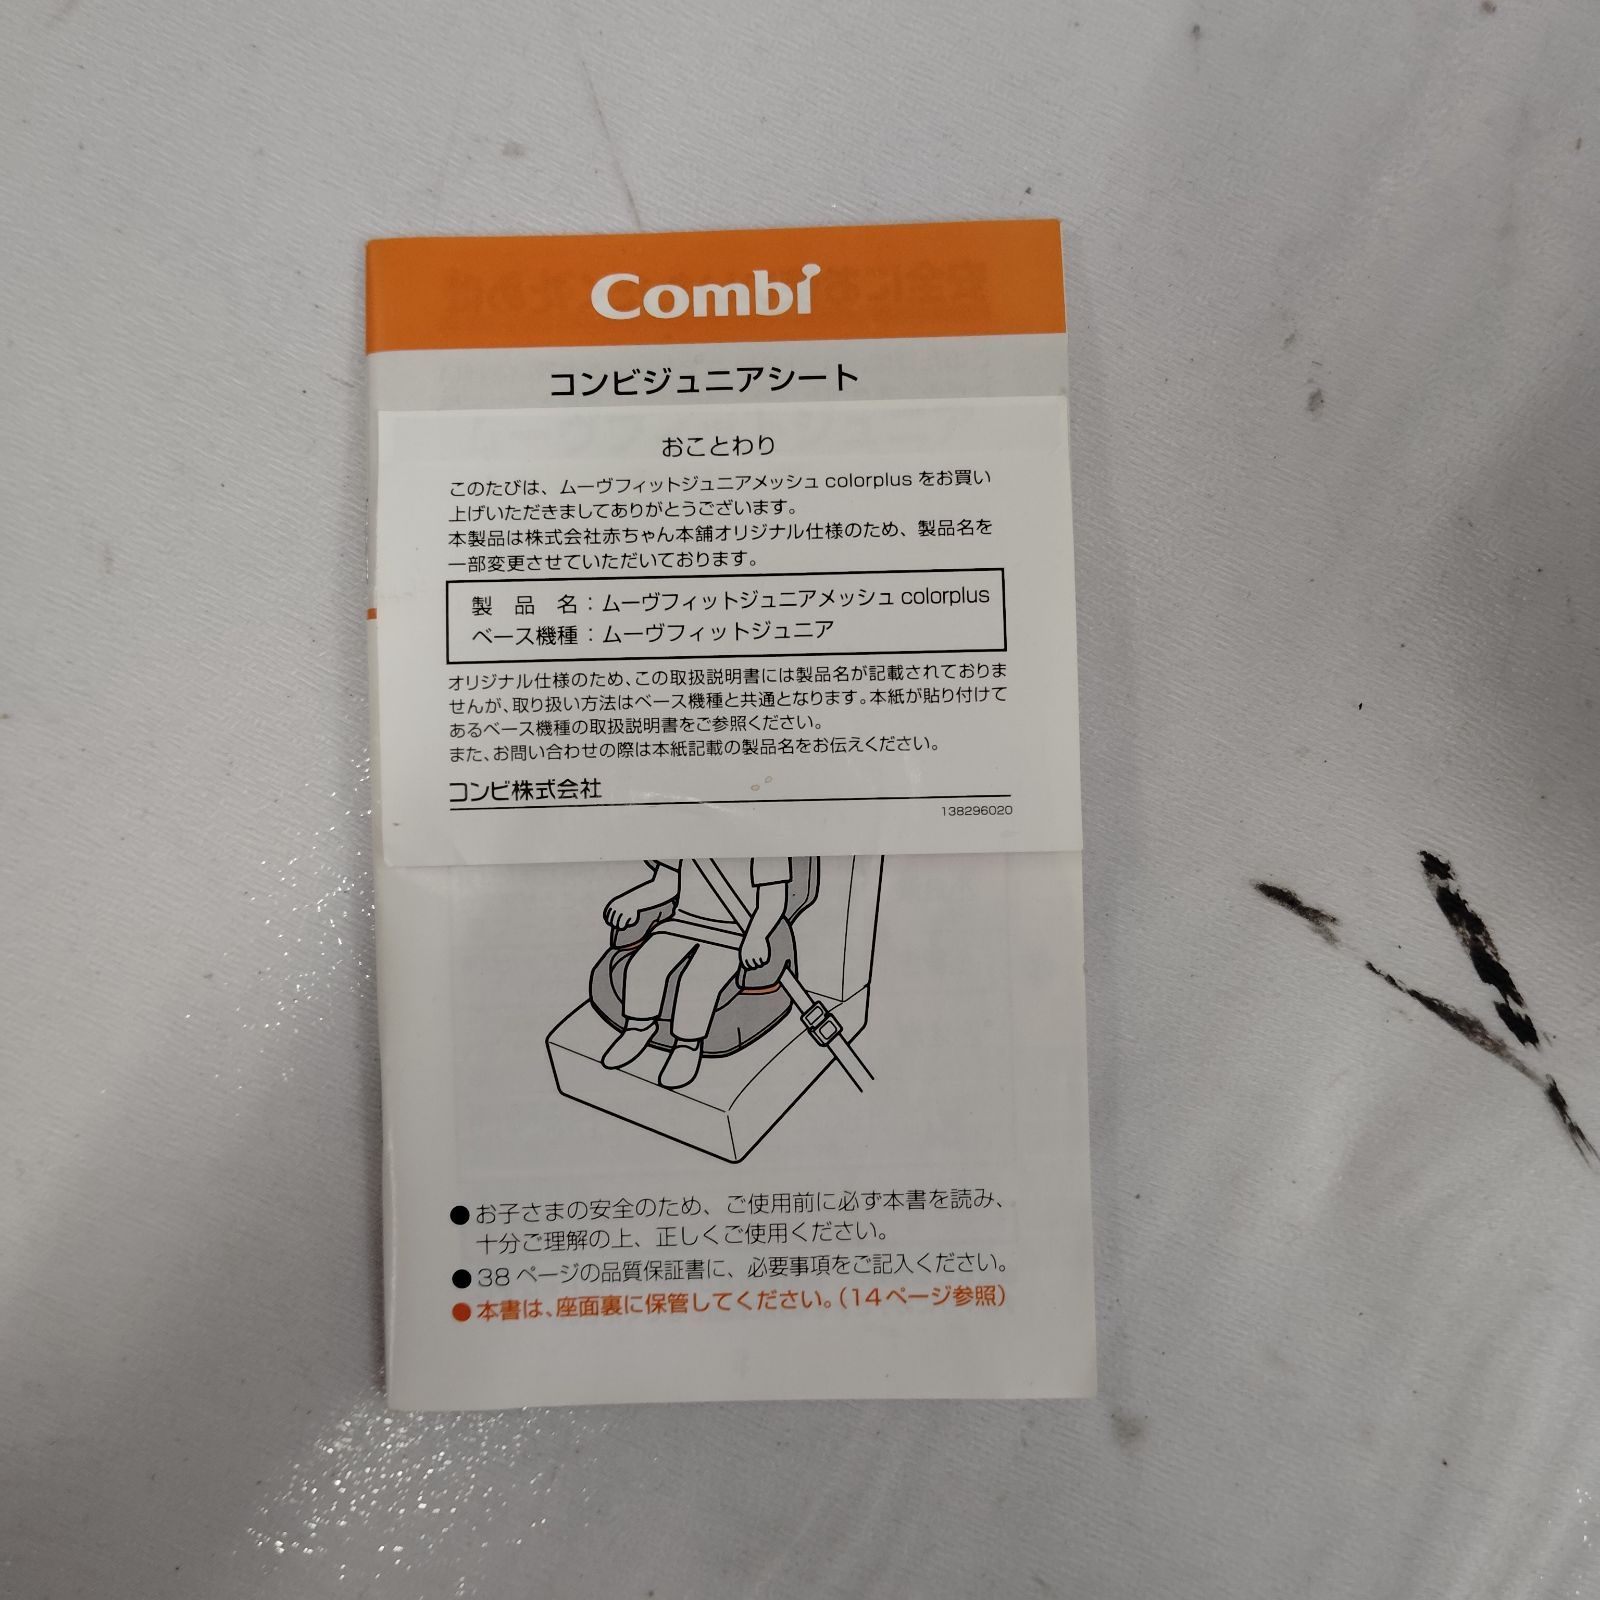 Combi
コンビジュニアシート
おことわり
このたびは、ムーヴフィットジュニアメッシュ colorplus をお買い
上げいただきましてありがとうございます。
本製品は株式会社赤ちゃん本舗オリジナル仕様のため、製品名を
一部変更させていただいております。
製 品 名：ムーヴフィットジュニアメッシュ colorplus
ベース機種：ムーヴフィットジュニア
オリジナル仕様のため、この取扱説明書には製品名が記載されておりま
せんが、取り扱い方法はベース機種と共通となります。本紙が貼り付けて
あるベース機種の取扱説明書をご参照ください。
また、お問い合わせの際は本紙記載の製品名をお伝えください。
コンビ株式会社
138296020
●お子さまの安全のため、ご使用前に必ず本書を読み、
十分ご理解の上、正しくご使用ください。
●38ページの品質保証書に、必要事項をご記入ください。
●本書は、座面裏に保管してください。（14ページ参照）